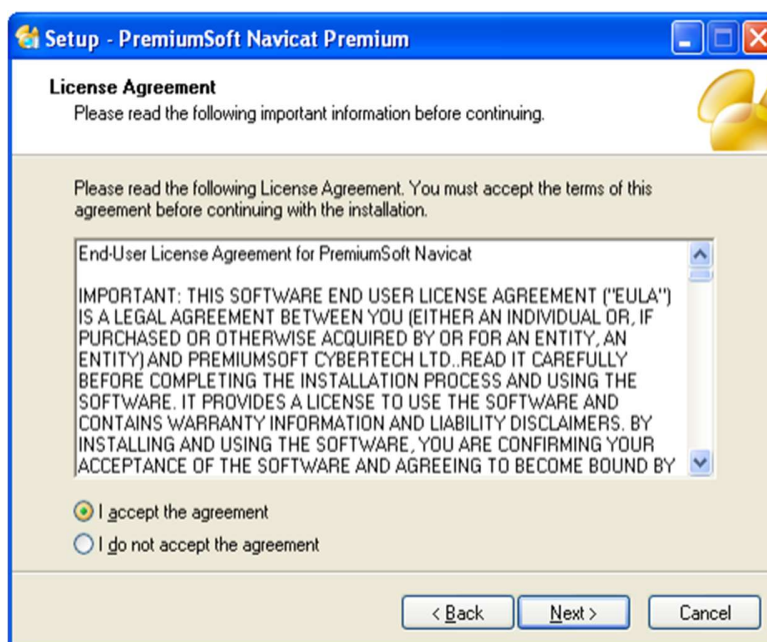 Setup - PremiumSoft Navicat Premium
License Agreement
Please read the following important information before continuing.
Please read the following License Agreement. You must accept the terms of this
agreement before continuing with the installation.
End-User License Agreement for PremiumSoft Navicat
IMPORTANT: THIS SOFTWARE END USER LICENSE AGREEMENT ("EULA")
IS A LEGAL AGREEMENT BETWEEN YOU (EITHER AN INDIVIDUAL OR, IF
PURCHASED OR OTHERWISE ACQUIRED BY OR FOR AN ENTITY, AN
ENTITY) AND PREMIUMSOFT CYBERTECH LTD..READ IT CAREFULLY
BEFORE COMPLETING THE INSTALLATION PROCESS AND USING THE
SOFTWARE. IT PROVIDES A LICENSE TO USE THE SOFTWARE AND
CONTAINS WARRANTY INFORMATION AND LIABILITY DISCLAIMERS. BY
INSTALLING AND USING THE SOFTWARE, YOU ARE CONFIRMING YOUR
ACCEPTANCE OF THE SOFTWARE AND AGREEING TO BECOME BOUND BY
I accept the agreement
I do not accept the agreement
< Back Next > Cancel